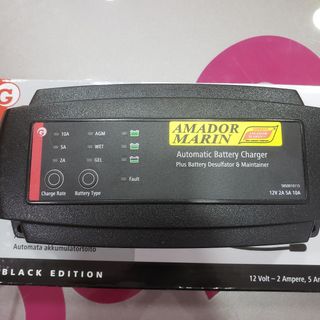 G
AMADOR
MARIN
Automatic Battery Charger
Plus Battery Desulfator & Maintainer
12V 2A 5A 10A
10A
AGM
5A
WET
2A
GEL
Fault
Charge Rate
Battery Type
Automata akkumulátortöltő
BLACK EDITION
12 Volt – 2 Ampere, 5 Am